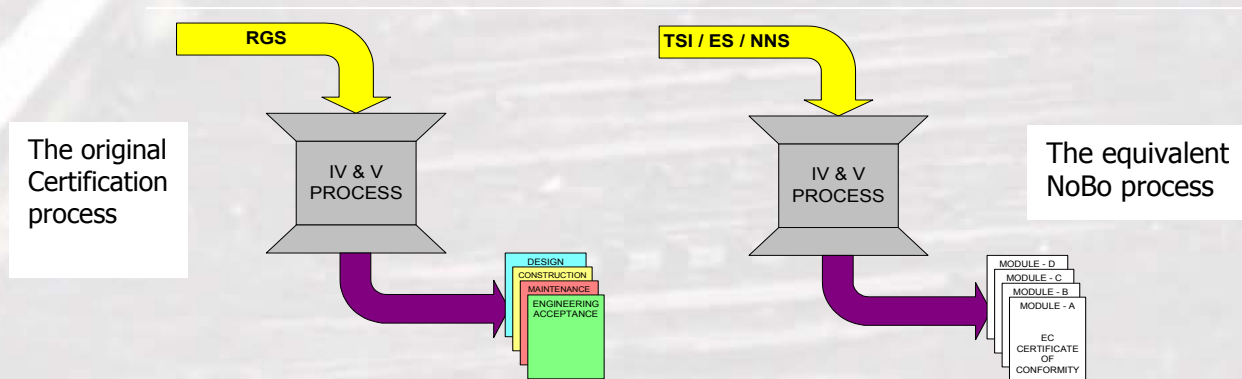 RGS
The original
Certification
process
IV & V
PROCESS
DESIGN
CONSTRUCTION
MAINTENANCE
ENGINEERING
ACCEPTANCE
TSI / ES / NNS
IV & V
PROCESS
The equivalent
NoBo process
MODULE - D
MODULE - C
MODULE - B
MODULE - A
EC
CERTIFICATE
OF
CONFORMITY